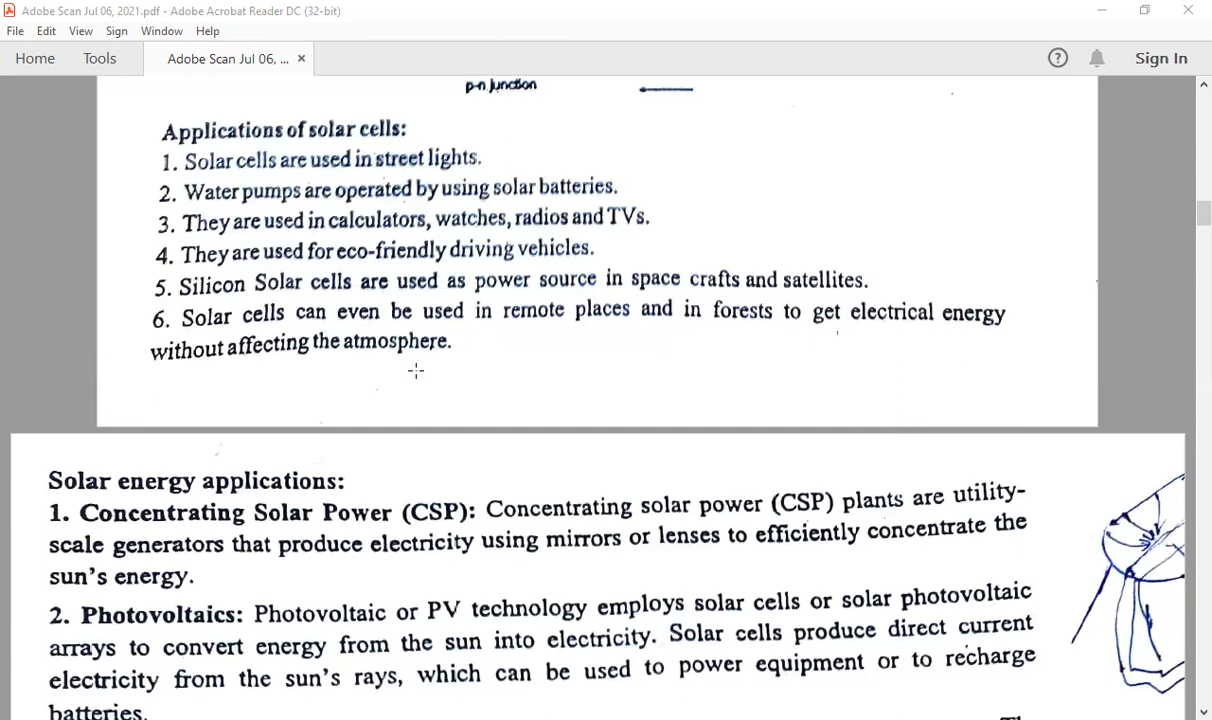 Adobe Scan Jul 06, 2021.pdf - Adobe Acrobat Reader DC (32-bit)
File Edit View Sign Window Help
Home Tools Adobe Scan Jul 06, ... × ? Sign In
p-n Junction
Applications of solar cells:
1. Solar cells are used in street lights.
2. Water pumps are operated by using solar batteries.
3. They are used in calculators, watches, radios and TVs.
4. They are used for eco-friendly driving vehicles.
5. Silicon Solar cells are used as power source in space crafts and satellites.
6. Solar cells can even be used in remote places and in forests to get electrical energy
without affecting the atmosphere.
Solar energy applications:
1. Concentrating Solar Power (CSP): Concentrating solar power (CSP) plants are utility-
scale generators that produce electricity using mirrors or lenses to efficiently concentrate the
sun's energy.
2. Photovoltaics: Photovoltaic or PV technology employs solar cells or solar photovoltaic
arrays to convert energy from the sun into electricity. Solar cells produce direct current
electricity from the sun's rays, which can be used to power equipment or to recharge
batteries.